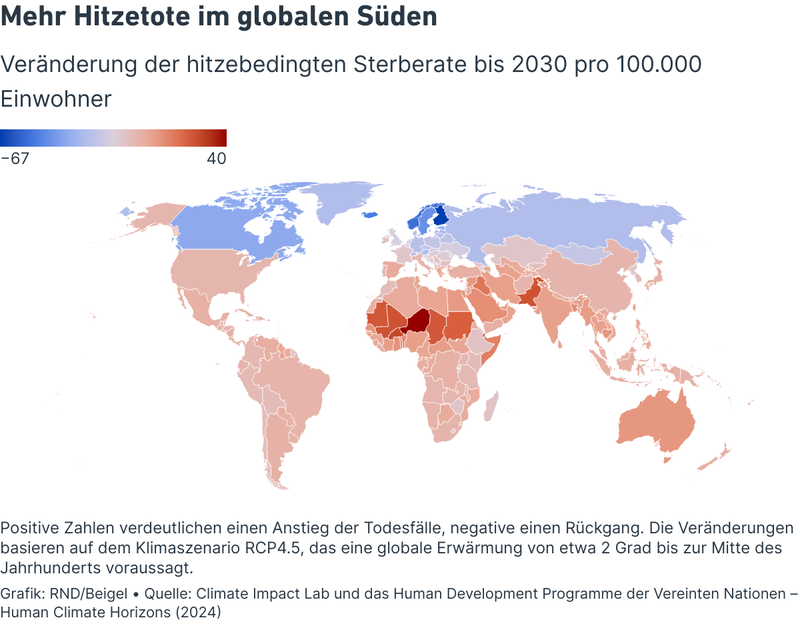 Mehr Hitzetote im globalen Süden
Veränderung der hitzebedingten Sterberate bis 2030 pro 100.000
Einwohner
−67 40
Positive Zahlen verdeutlichen einen Anstieg der Todesfälle, negative einen Rückgang. Die Veränderungen
basieren auf dem Klimaszenario RCP4.5, das eine globale Erwärmung von etwa 2 Grad bis zur Mitte des
Jahrhunderts voraussagt.
Grafik: RND/Beigel • Quelle: Climate Impact Lab und das Human Development Programme der Vereinten Nationen –
Human Climate Horizons (2024)